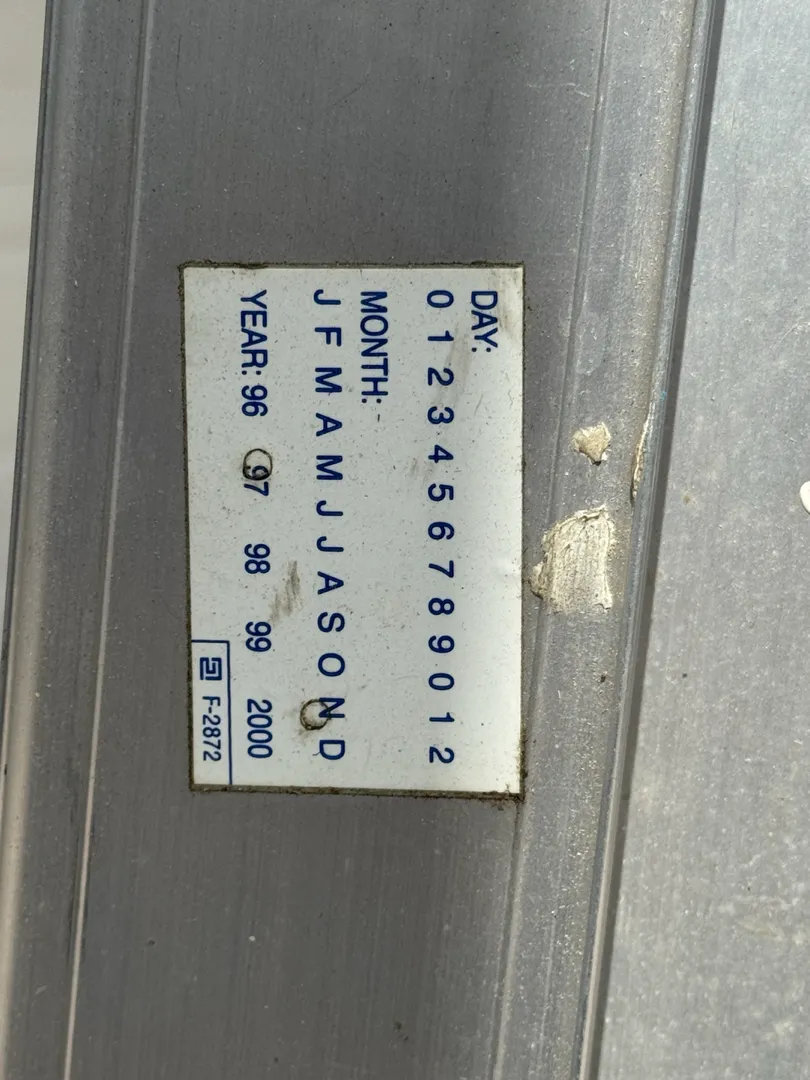 DAY:
0 1 2 3 4 5 6 7 8 9 0 1 2
MONTH:
J F M A M J J A S O N D
YEAR: 96 97 98 99 2000
F-2872